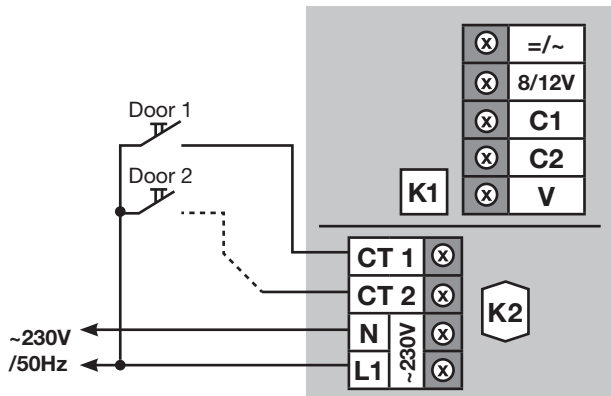 =/~
8/12V
Door 1
C1
C2
Door 2
K1
V
CT 1
CT 2
K2
~230V
/50Hz
N
L1
~230V